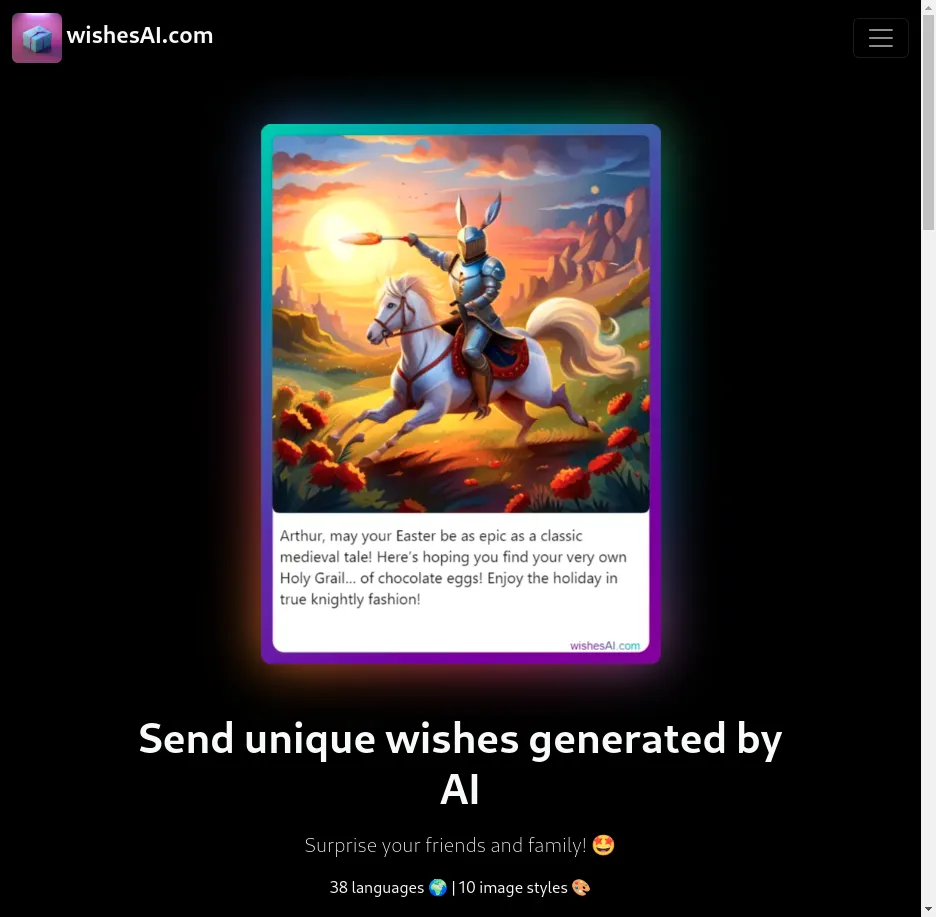 wishesAI.com
Arthur, may your Easter be as epic as a classic
medieval tale! Here's hoping you find your very own
Holy Grail... of chocolate eggs! Enjoy the holiday in
true knightly fashion!
wishesAI.com
Send unique wishes generated by
AI
Surprise your friends and family! 🤩
38 languages 🌍 | 10 image styles 🎨